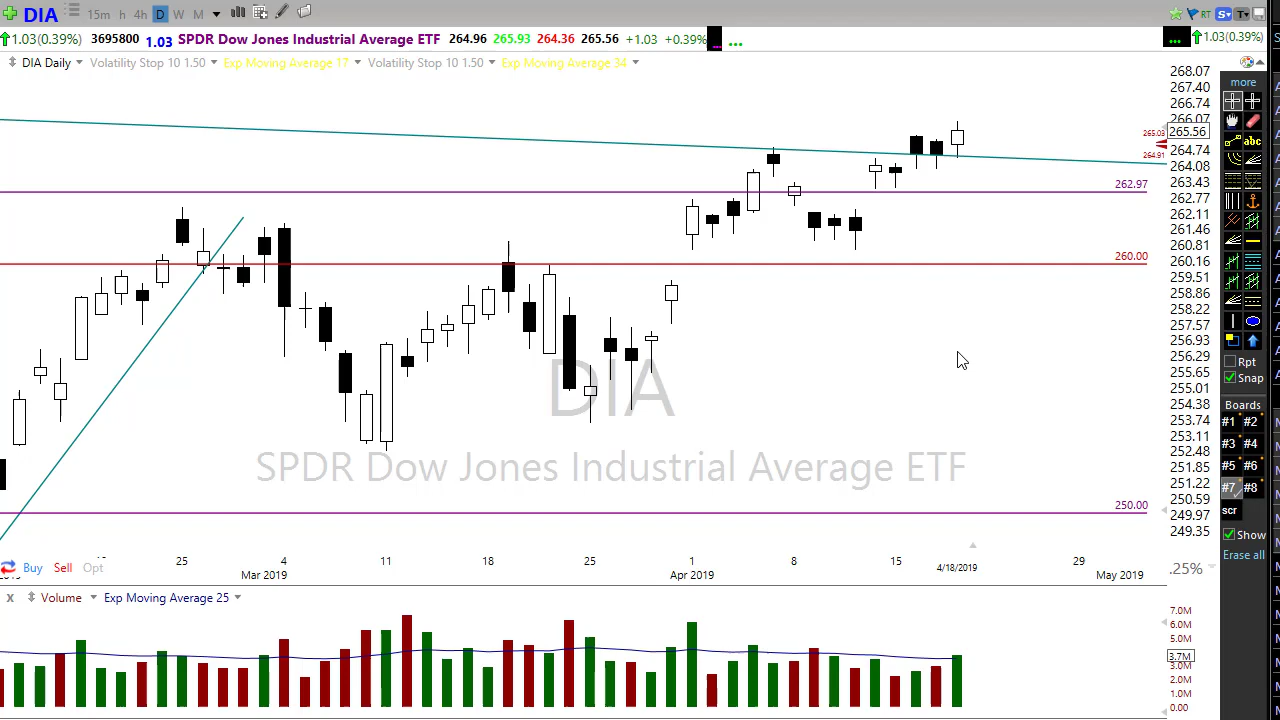 DIA 15m h 4h D W M RT S T
1.03(0.39%) 3695800 1.03 SPDR Dow Jones Industrial Average ETF 264.96 265.93 264.36 265.56 +1.03 +0.39% ... ... ... 1.03(0.39%)
DIA Daily Volatility Stop 10 1.50 Exp Moving Average 17 Volatility Stop 10 1.50 Exp Moving Average 34
268.07
267.40
266.74
266.07
265.56
264.74
264.08
263.43
262.77
262.11
261.46
260.81
260.16
259.51
258.86
258.22
257.57
256.93
256.29
255.65
255.01
254.38
253.74
253.11
252.48
251.85
251.22
250.59
249.97
249.35
265.03
264.91
262.97
260.00
250.00
DIA
SPDR Dow Jones Industrial Average ETF
more
abc
Rpt
Snap
Boards
#1 #2
#3 #4
#5 #6
#7 #8
scr
Show
Erase all
25 4 11 18 25 1 8 15 4/18/2019 29
Mar 2019 Apr 2019 May 2019
Buy Sell Opt
.25%
x Volume Exp Moving Average 25
7.0M
6.0M
5.0M
3.7M
3.0M
2.0M
1.0M
0.00